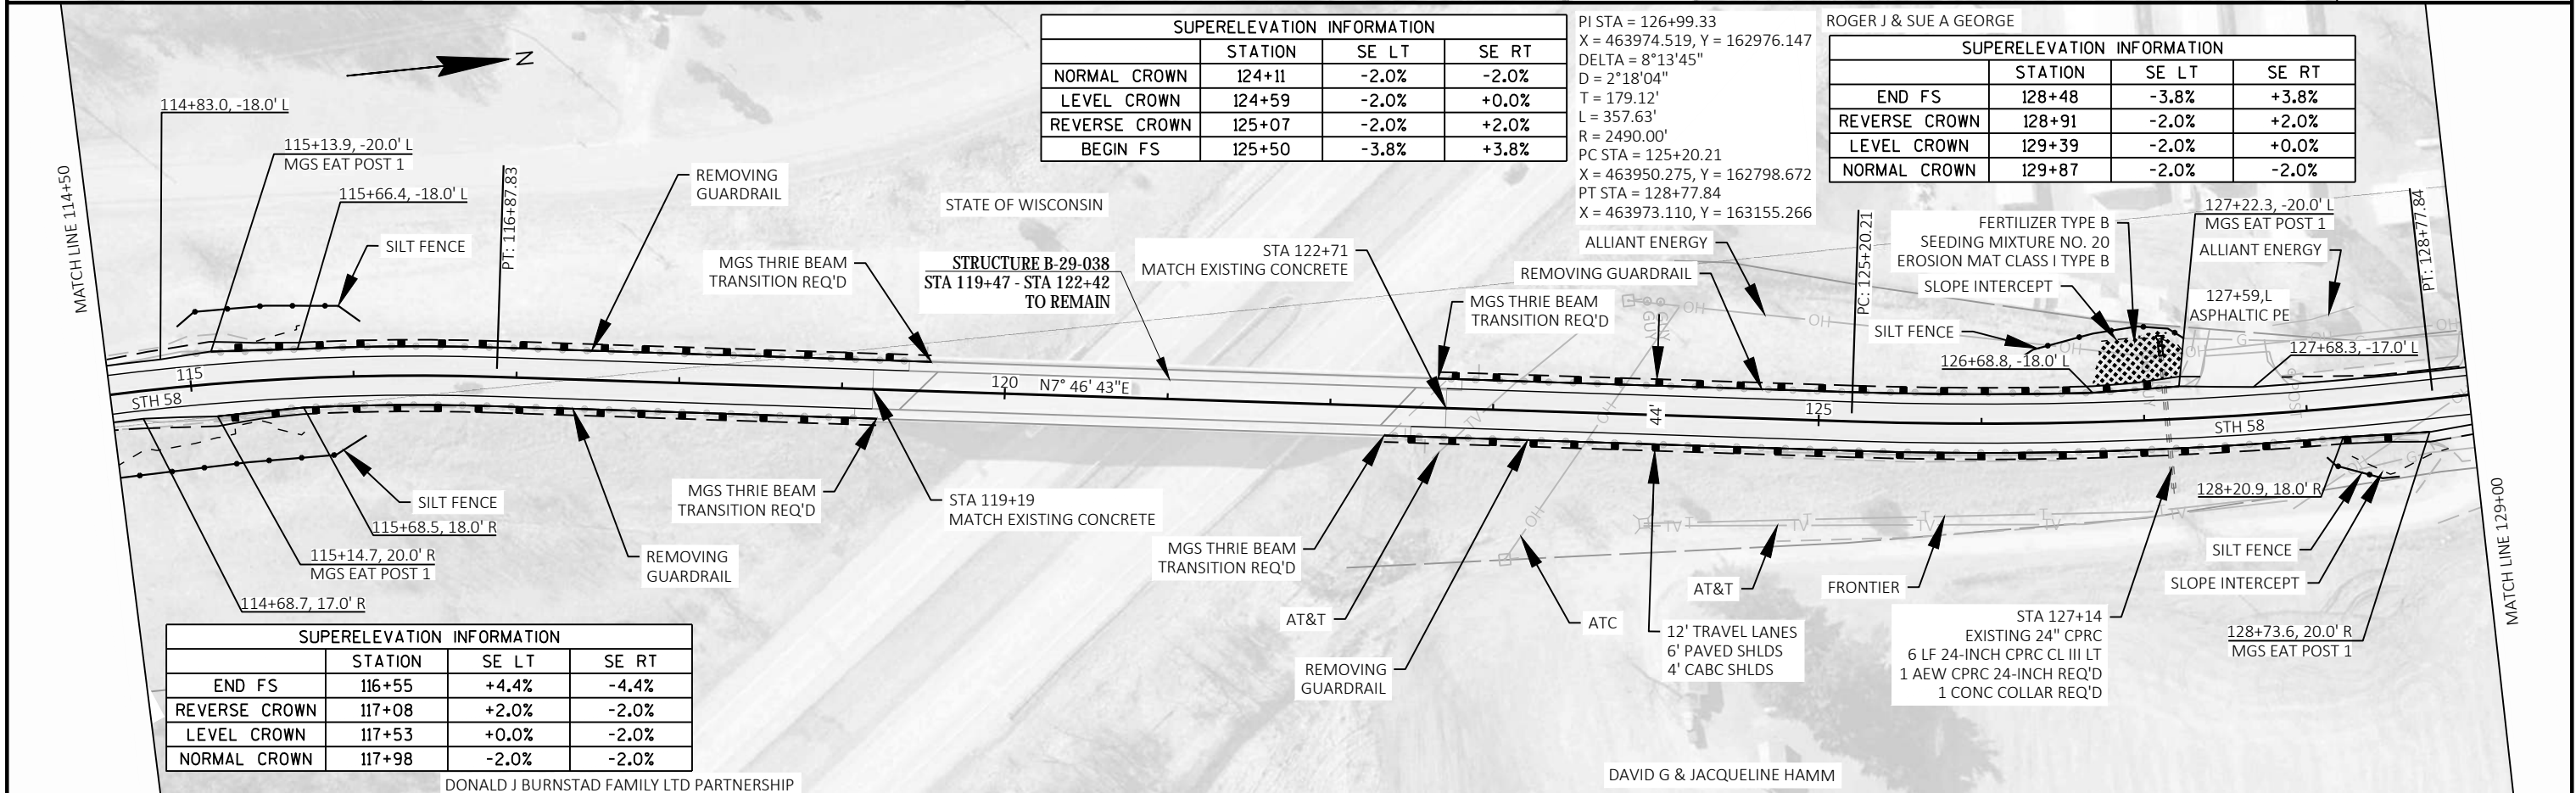 SUPERELEVATION INFORMATION
STATION SE LT SE RT
NORMAL CROWN 124+11 -2.0% -2.0%
LEVEL CROWN 124+59 -2.0% +0.0%
REVERSE CROWN 125+07 -2.0% +2.0%
BEGIN FS 125+50 -3.8% +3.8%
PI STA = 126+99.33
X = 463974.519, Y = 162976.147
DELTA = 8°13'45"
D = 2°18'04"
T = 179.12'
L = 357.63'
R = 2490.00'
PC STA = 125+20.21
X = 463950.275, Y = 162798.672
PT STA = 128+77.84
X = 463973.110, Y = 163155.266
ROGER J & SUE A GEORGE
SUPERELEVATION INFORMATION
STATION SE LT SE RT
END FS 128+48 -3.8% +3.8%
REVERSE CROWN 128+91 -2.0% +2.0%
LEVEL CROWN 129+39 -2.0% +0.0%
NORMAL CROWN 129+87 -2.0% -2.0%
N
MATCH LINE 114+50
114+83.0, -18.0' L
115+13.9, -20.0' L
MGS EAT POST 1
115+66.4, -18.0' L
SILT FENCE
PT: 116+87.83
REMOVING
GUARDRAIL
STATE OF WISCONSIN
MGS THRIE BEAM
TRANSITION REQ'D
STRUCTURE B-29-038
STA 119+47 - STA 122+42
TO REMAIN
STA 122+71
MATCH EXISTING CONCRETE
ALLIANT ENERGY
REMOVING GUARDRAIL
MGS THRIE BEAM
TRANSITION REQ'D
GUY
GUY
OH
OH
PC: 125+20.21
FERTILIZER TYPE B
SEEDING MIXTURE NO. 20
EROSION MAT CLASS I TYPE B
SLOPE INTERCEPT
SILT FENCE
126+68.8, -18.0' L
127+22.3, -20.0' L
MGS EAT POST 1
ALLIANT ENERGY
127+59,L
ASPHALTIC PE
127+68.3, -17.0' L
PT: 128+77.84
OH
OH
G
OH
OH
GUY
115
STH 58
120
N7° 46' 43"E
TV
OH
44'
125
STH 58
G
SILT FENCE
115+68.5, 18.0' R
115+14.7, 20.0' R
MGS EAT POST 1
114+68.7, 17.0' R
REMOVING
GUARDRAIL
MGS THRIE BEAM
TRANSITION REQ'D
STA 119+19
MATCH EXISTING CONCRETE
MGS THRIE BEAM
TRANSITION REQ'D
AT&T
REMOVING
GUARDRAIL
OH
ATC
TV T TV T TV T TV T TV
12' TRAVEL LANES
6' PAVED SHLDS
4' CABC SHLDS
AT&T
FRONTIER
STA 127+14
EXISTING 24" CPRC
6 LF 24-INCH CPRC CL III LT
1 AEW CPRC 24-INCH REQ'D
1 CONC COLLAR REQ'D
128+20.9, 18.0' R
SILT FENCE
SLOPE INTERCEPT
128+73.6, 20.0' R
MGS EAT POST 1
MATCH LINE 129+00
SUPERELEVATION INFORMATION
STATION SE LT SE RT
END FS 116+55 +4.4% -4.4%
REVERSE CROWN 117+08 +2.0% -2.0%
LEVEL CROWN 117+53 +0.0% -2.0%
NORMAL CROWN 117+98 -2.0% -2.0%
DONALD J BURNSTAD FAMILY LTD PARTNERSHIP
DAVID G & JACQUELINE HAMM